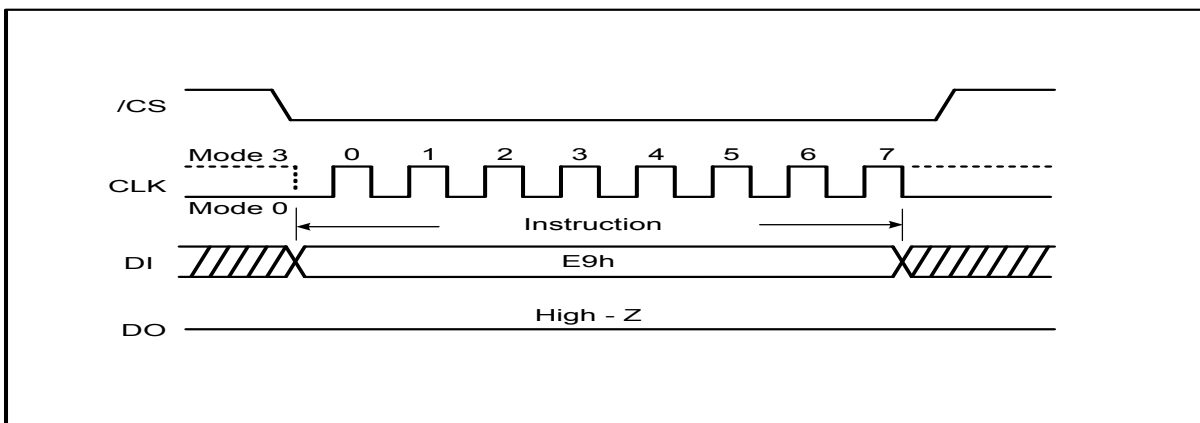 /CS
Mode 3 0 1 2 3 4 5 6 7
CLK
Mode 0
Instruction
DI E9h
High - Z
DO